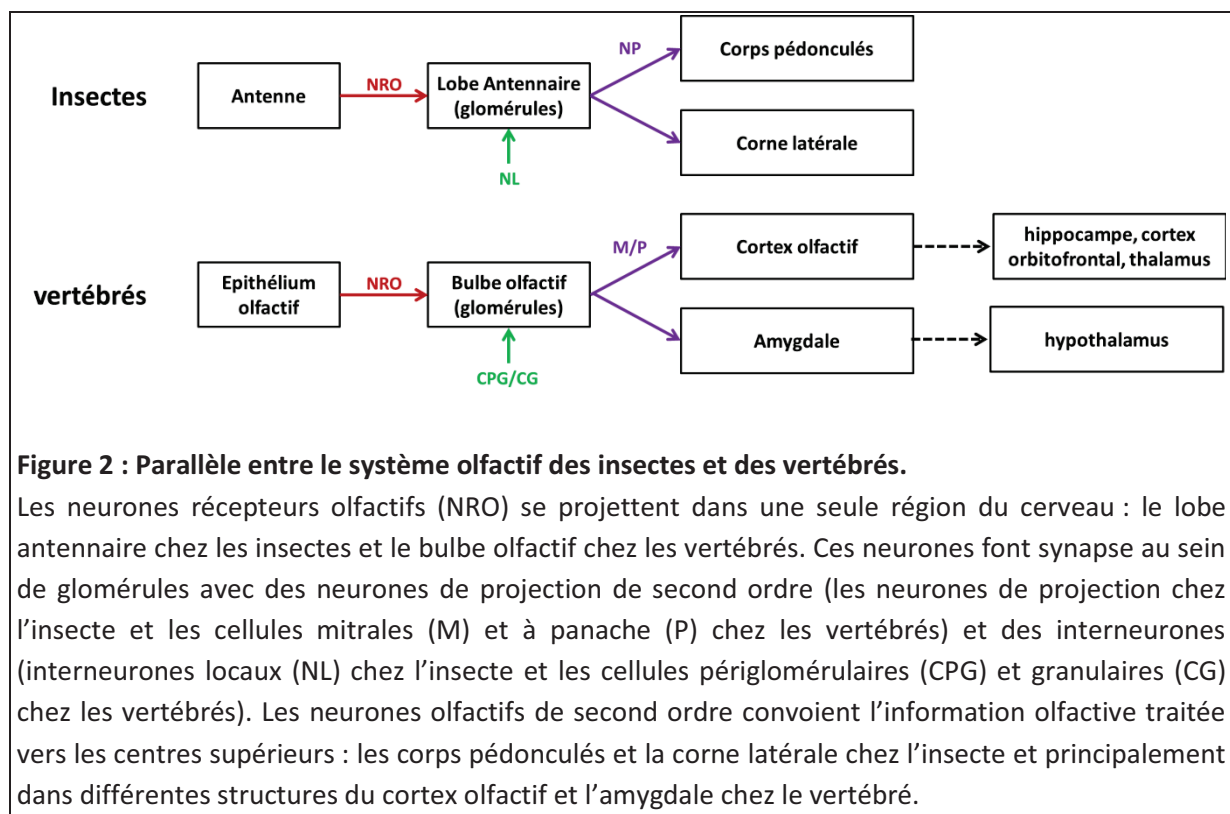 Insectes
Antenne
NRO
Lobe Antennaire
(glomérules)
NL
NP
Corps pédonculés
Corne latérale
vertébrés
Epithélium
olfactif
NRO
Bulbe olfactif
(glomérules)
CPG/CG
M/P
Cortex olfactif
Amygdale
hippocampe, cortex
orbitofrontal, thalamus
hypothalamus
Figure 2 : Parallèle entre le système olfactif des insectes et des vertébrés.
Les neurones récepteurs olfactifs (NRO) se projettent dans une seule région du cerveau : le lobe
antennaire chez les insectes et le bulbe olfactif chez les vertébrés. Ces neurones font synapse au sein
de glomérules avec des neurones de projection de second ordre (les neurones de projection chez
l’insecte et les cellules mitrales (M) et à panache (P) chez les vertébrés) et des interneurones
(interneurones locaux (NL) chez l’insecte et les cellules périglomérulaires (CPG) et granulaires (CG)
chez les vertébrés). Les neurones olfactifs de second ordre convoient l’information olfactive traitée
vers les centres supérieurs : les corps pédonculés et la corne latérale chez l’insecte et principalement
dans différentes structures du cortex olfactif et l’amygdale chez le vertébré.